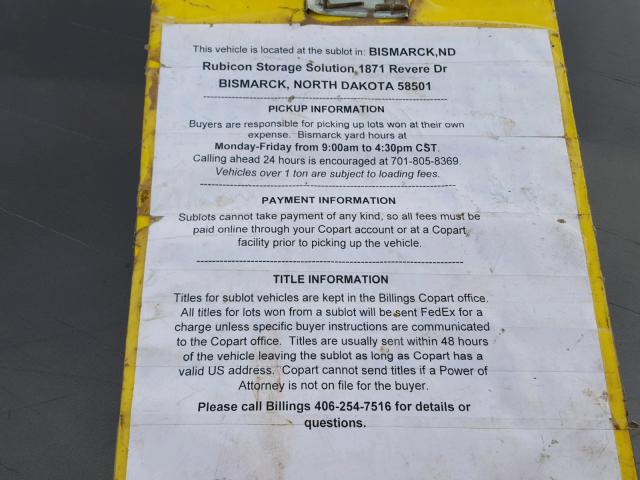 This vehicle is located at the sublot in: BISMARCK,ND
Rubicon Storage Solution,1871 Revere Dr
BISMARCK, NORTH DAKOTA 58501
--------------------------------------------------------------
PICKUP INFORMATION
Buyers are responsible for picking up lots won at their own
expense. Bismarck yard hours at
Monday-Friday from 9:00am to 4:30pm CST.
Calling ahead 24 hours is encouraged at 701-805-8369.
Vehicles over 1 ton are subject to loading fees.
--------------------------------------------------------------
PAYMENT INFORMATION
Sublots cannot take payment of any kind, so all fees must be
paid online through your Copart account or at a Copart
facility prior to picking up the vehicle.
--------------------------------------------------------------
TITLE INFORMATION
Titles for sublot vehicles are kept in the Billings Copart office.
All titles for lots won from a sublot will be sent FedEx for a
charge unless specific buyer instructions are communicated
to the Copart office. Titles are usually sent within 48 hours
of the vehicle leaving the sublot as long as Copart has a
valid US address. Copart cannot send titles if a Power of
Attorney is not on file for the buyer.
Please call Billings 406-254-7516 for details or
questions.